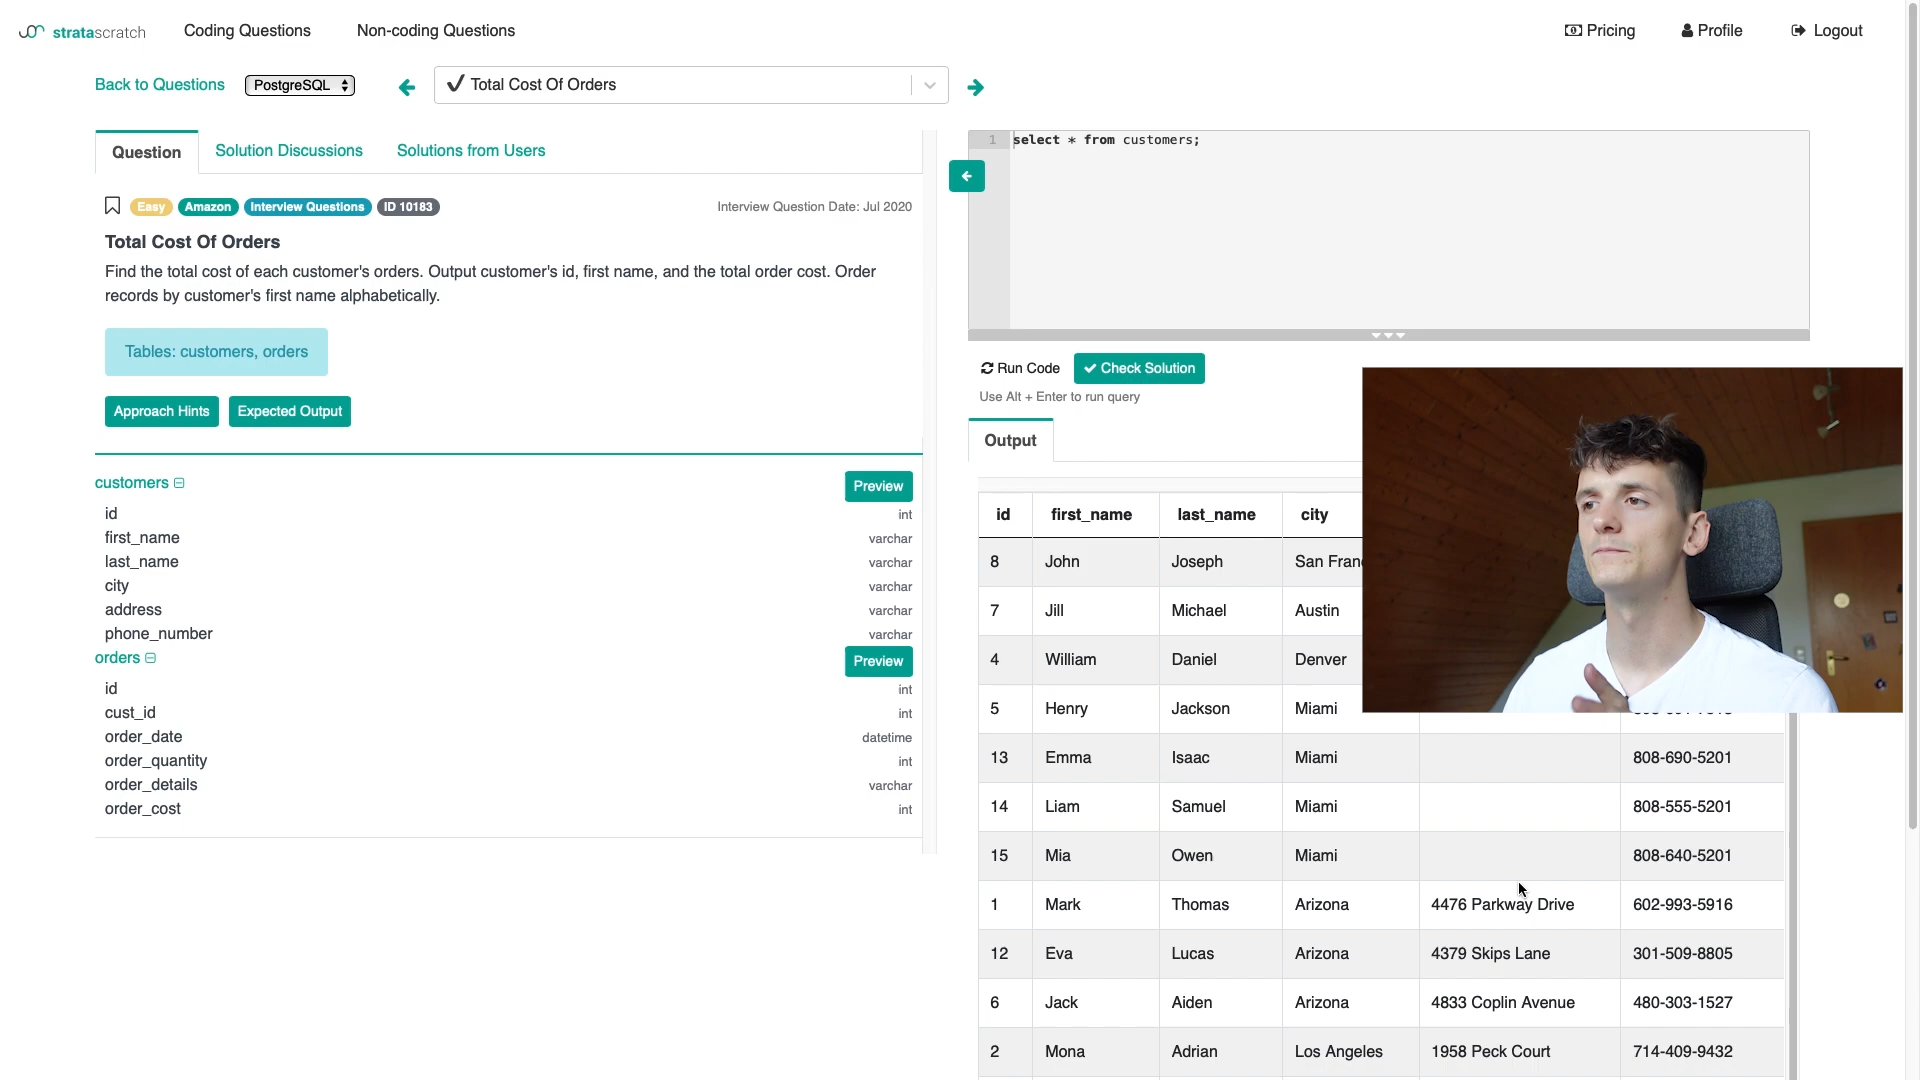 stratascratch
Coding Questions
Non-coding Questions
Pricing
Profile
Logout
Back to Questions
PostgreSQL
Total Cost Of Orders
Question
Solution Discussions
Solutions from Users
Easy
Amazon
Interview Questions
ID 10183
Interview Question Date: Jul 2020
Total Cost Of Orders
Find the total cost of each customer's orders. Output customer's id, first name, and the total order cost. Order
records by customer's first name alphabetically.
Tables: customers, orders
Approach Hints
Expected Output
customers
Preview
id int
first_name varchar
last_name varchar
city varchar
address varchar
phone_number varchar
orders
Preview
id int
cust_id int
order_date datetime
order_quantity int
order_details varchar
order_cost int
1 select * from customers;
Run Code
Check Solution
Use Alt + Enter to run query
Output
id first_name last_name city
8 John Joseph San Fran
7 Jill Michael Austin
4 William Daniel Denver
5 Henry Jackson Miami
13 Emma Isaac Miami 808-690-5201
14 Liam Samuel Miami 808-555-5201
15 Mia Owen Miami 808-640-5201
1 Mark Thomas Arizona 4476 Parkway Drive 602-993-5916
12 Eva Lucas Arizona 4379 Skips Lane 301-509-8805
6 Jack Aiden Arizona 4833 Coplin Avenue 480-303-1527
2 Mona Adrian Los Angeles 1958 Peck Court 714-409-9432